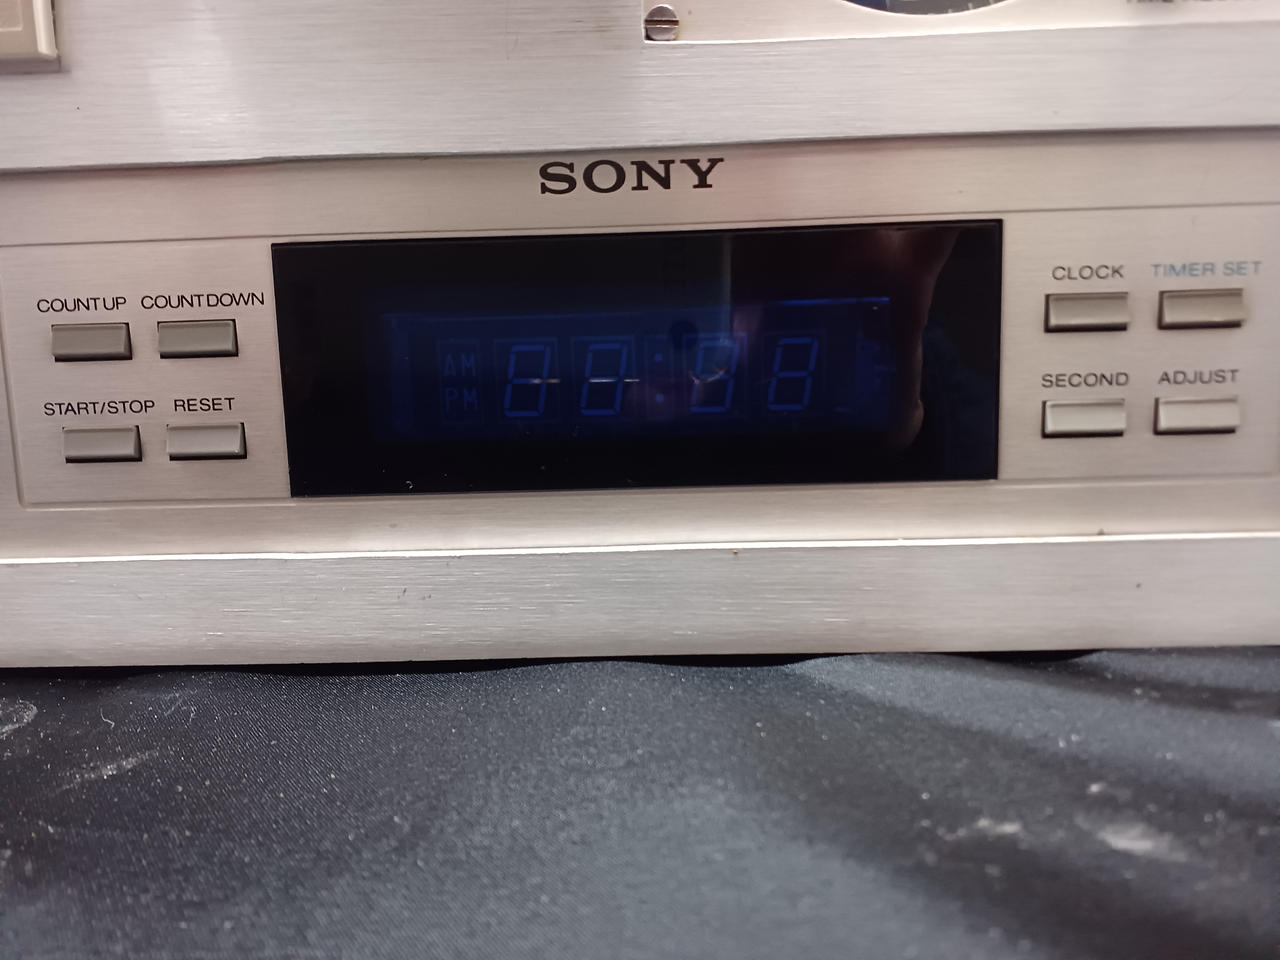 SONY
COUNT UP COUNT DOWN
START/STOP RESET
AM
PM
CLOCK TIMER SET
SECOND ADJUST